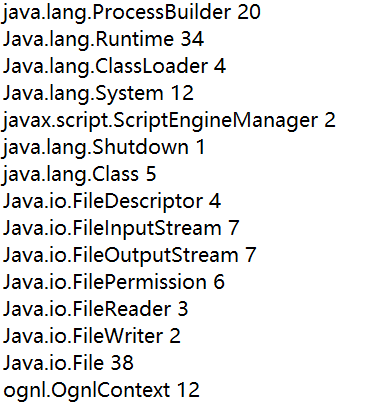 java.lang.ProcessBuilder 20
Java.lang.Runtime 34
Java.lang.ClassLoader 4
Java.lang.System 12
javax.script.ScriptEngineManager 2
java.lang.Shutdown 1
java.lang.Class 5
Java.io.FileDescriptor 4
Java.io.FileInputStream 7
Java.io.FileOutputStream 7
Java.io.FilePermission 6
Java.io.FileReader 3
Java.io.FileWriter 2
Java.io.File 38
ognl.OgnlContext 12